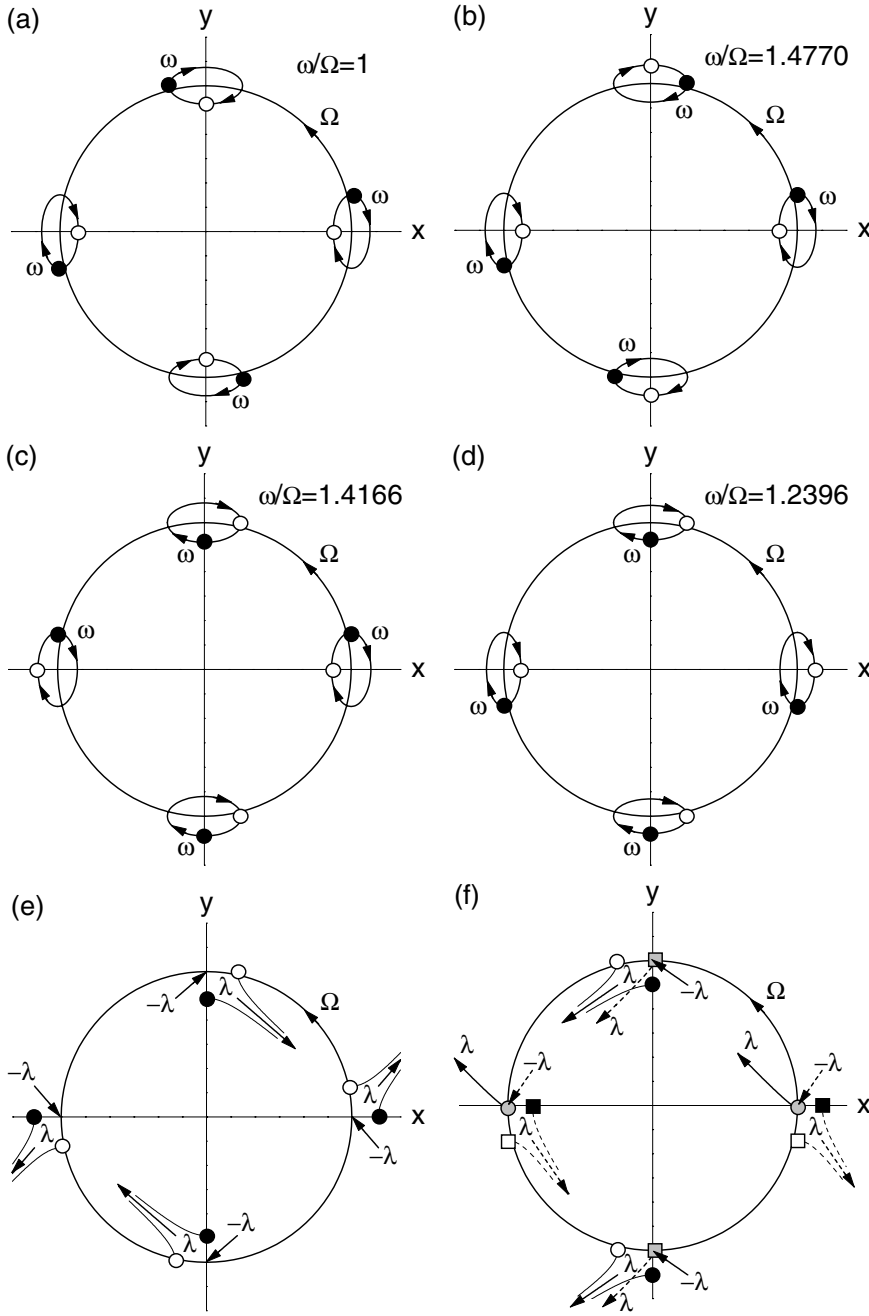 (a)
y
ω/Ω=1
ω
Ω
ω
x
ω
ω
(b)
y
ω/Ω=1.4770
ω
Ω
ω
x
ω
ω
(c)
y
ω/Ω=1.4166
ω
Ω
ω
ω
x
ω
(d)
y
ω/Ω=1.2396
ω
Ω
x
ω
ω
ω
(e)
y
−λ
λ
Ω
−λ
λ
x
λ
−λ
λ
−λ
(f)
y
λ
−λ
λ
Ω
λ
λ
−λ
−λ
x
λ
λ
λ
−λ
λ